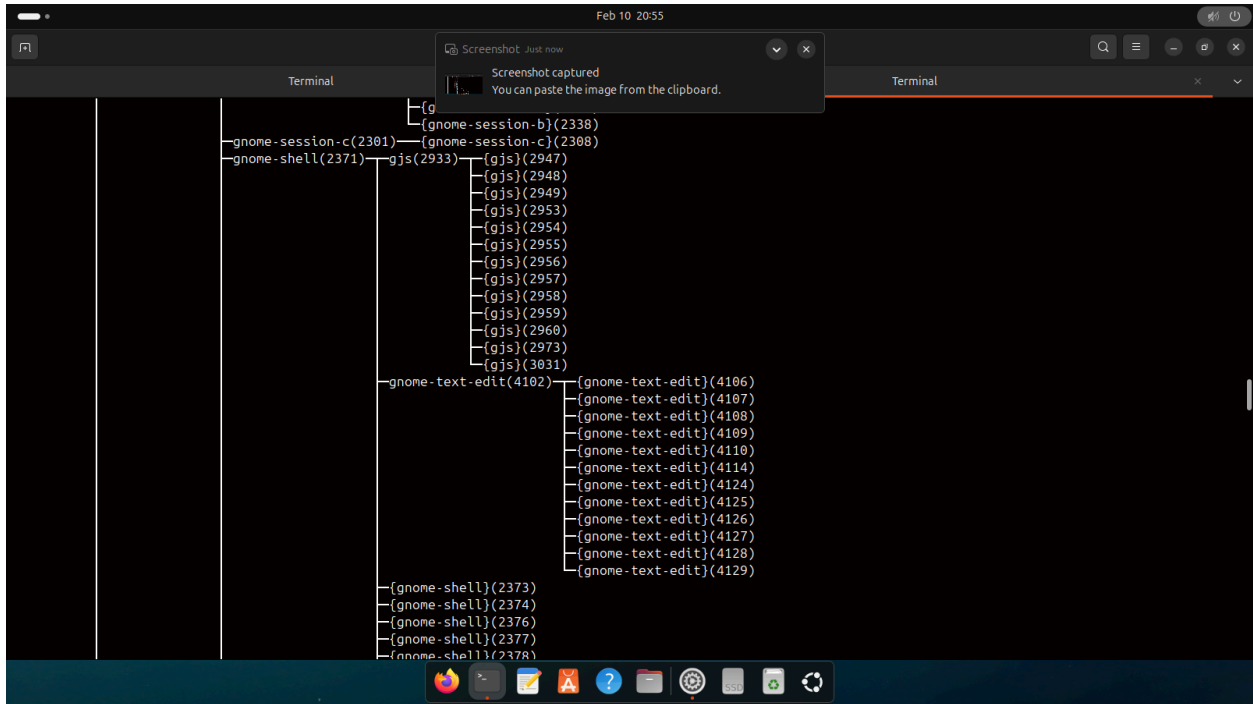 Feb 10 20:55
Screenshot Just now
Screenshot captured
You can paste the image from the clipboard.
Terminal
Terminal
{g
{gnome-session-b}(2338)
gnome-session-c(2301)──{gnome-session-c}(2308)
gnome-shell(2371)─┬─gjs(2933)─┬─{gjs}(2947)
├─{gjs}(2948)
├─{gjs}(2949)
├─{gjs}(2953)
├─{gjs}(2954)
├─{gjs}(2955)
├─{gjs}(2956)
├─{gjs}(2957)
├─{gjs}(2958)
├─{gjs}(2959)
├─{gjs}(2960)
├─{gjs}(2973)
└─{gjs}(3031)
├─gnome-text-edit(4102)─┬─{gnome-text-edit}(4106)
├─{gnome-text-edit}(4107)
├─{gnome-text-edit}(4108)
├─{gnome-text-edit}(4109)
├─{gnome-text-edit}(4110)
├─{gnome-text-edit}(4114)
├─{gnome-text-edit}(4124)
├─{gnome-text-edit}(4125)
├─{gnome-text-edit}(4126)
├─{gnome-text-edit}(4127)
├─{gnome-text-edit}(4128)
└─{gnome-text-edit}(4129)
├─{gnome-shell}(2373)
├─{gnome-shell}(2374)
├─{gnome-shell}(2376)
├─{gnome-shell}(2377)
├─{gnome-shell}(2378)
SSD